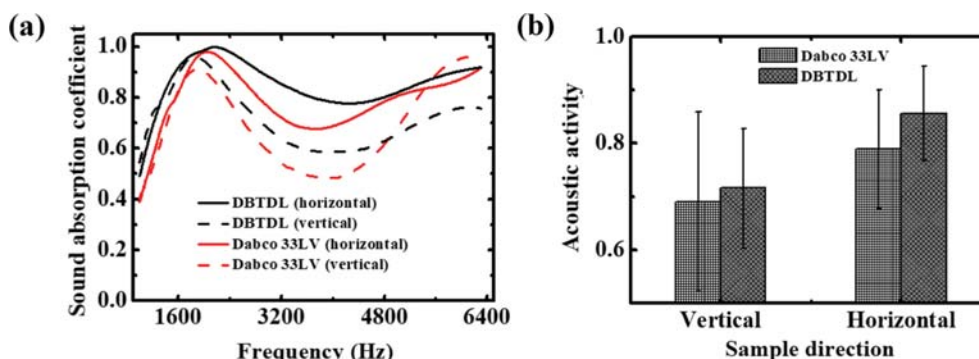 (a)
Sound absorption coefficient
1.0
0.8
0.6
0.4
0.2
0.0
DBTDL (horizontal)
DBTDL (vertical)
Dabco 33LV (horizontal)
Dabco 33LV (vertical)
1600 3200 4800 6400
Frequency (Hz)
(b)
Acoustic activity
1.0
0.8
0.6
Dabco 33LV
DBTDL
Vertical Horizontal
Sample direction